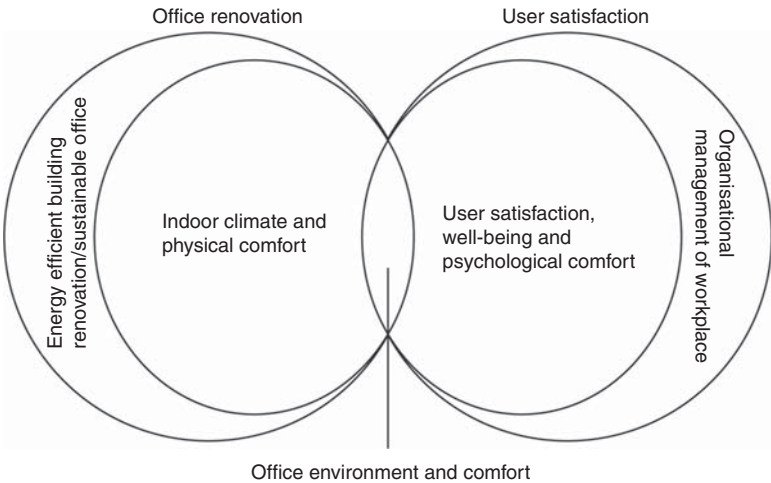 Office renovation
User satisfaction
Energy efficient building
renovation/sustainable office
Indoor climate and
physical comfort
User satisfaction,
well-being and
psychological comfort
Organisational
management of workplace
Office environment and comfort